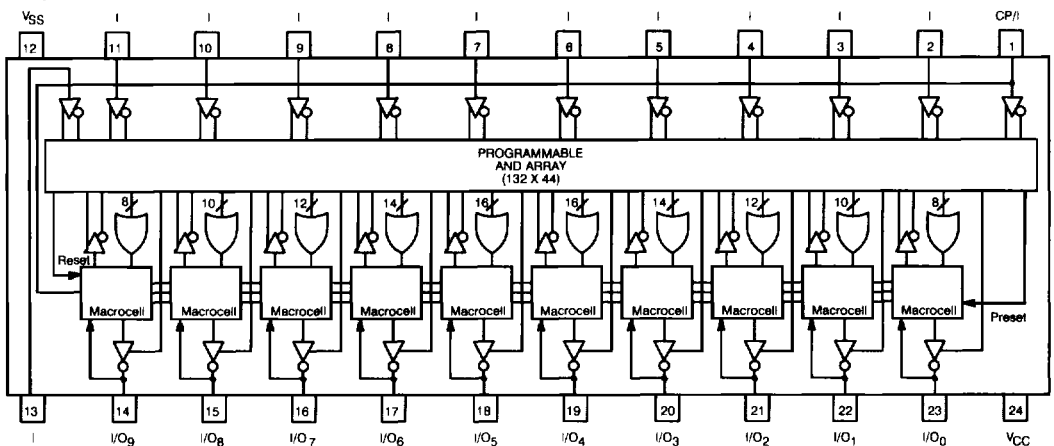 VSS I I I I I I I I I I CP/I
12 11 10 9 8 7 6 5 4 3 2 1
PROGRAMMABLE
AND ARRAY
(132 X 44)
8 10 12 14 16 16 14 12 10 8
Reset
Macrocell Macrocell Macrocell Macrocell Macrocell Macrocell Macrocell Macrocell Macrocell Macrocell
Preset
13 14 15 16 17 18 19 20 21 22 23 24
I I/O9 I/O8 I/O7 I/O6 I/O5 I/O4 I/O3 I/O2 I/O1 I/O0 VCC